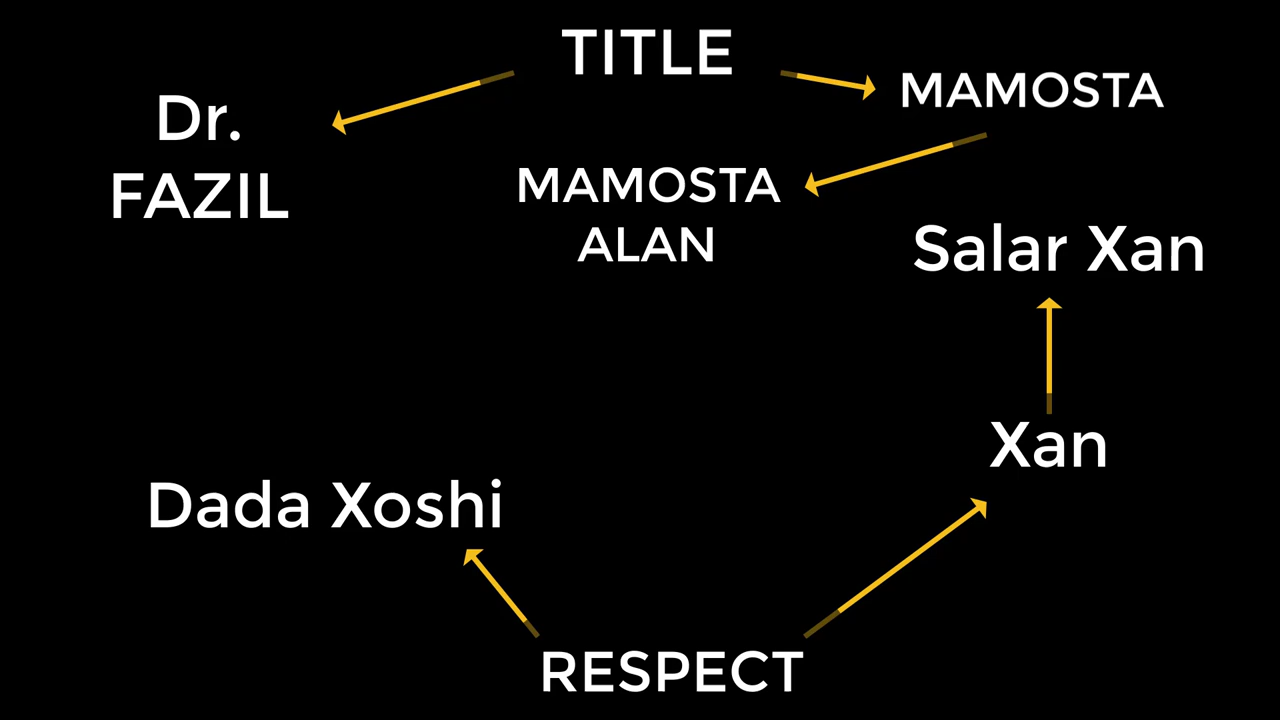 TITLE
Dr.
FAZIL
MAMOSTA
MAMOSTA
ALAN
Salar Xan
Xan
Dada Xoshi
RESPECT